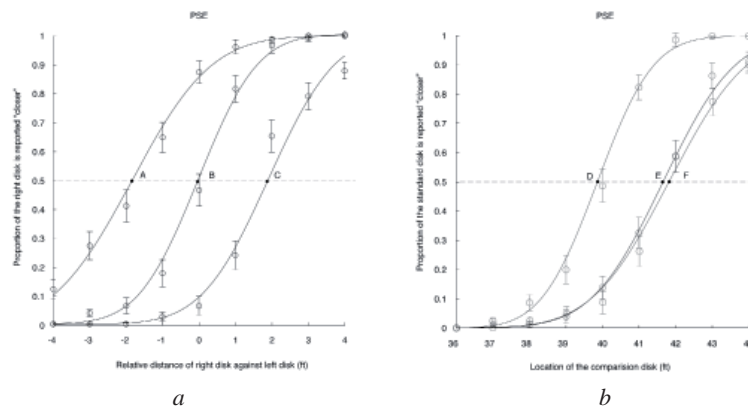 PSE
1
0.9
0.8
0.7
0.6
0.5
0.4
0.3
0.2
0.1
0
A
B
C
-4 -3 -2 -1 0 1 2 3 4
Proportion of the right disk is reported "closer"
Relative distance of right disk against left disk (ft)
a
PSE
1
0.9
0.8
0.7
0.6
0.5
0.4
0.3
0.2
0.1
0
D
E
F
36 37 38 39 40 41 42 43
Proportion of the standard disk is reported "closer"
Location of the comparision disk (ft)
b